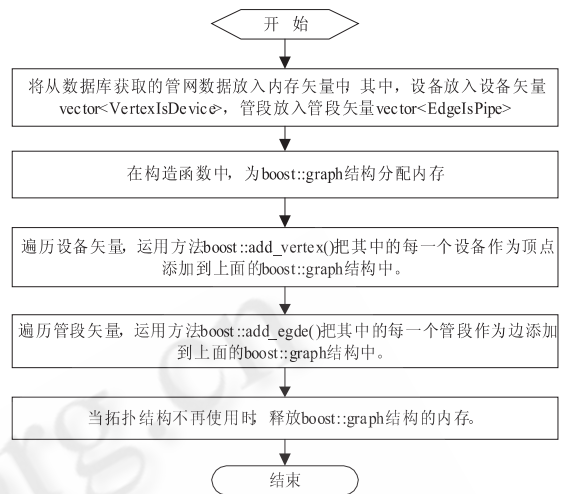 开 始
将从数据库获取的管网数据放入内存矢量中 其中，设备放入设备矢量
vector<VertexIsDevice>，管段放入管段矢量vector<EdgeIsPipe>
在构造函数中，为boost::graph结构分配内存
遍历设备矢量，运用方法boost::add_vertex()把其中的每一个设备作为顶点
添加到上面的boost::graph结构中。
遍历管段矢量，运用方法boost::add_egde()把其中的每一个管段作为边添加
到上面的boost::graph结构中。
当拓扑结构不再使用时，释放boost::graph结构的内存。
结束
rg.cn